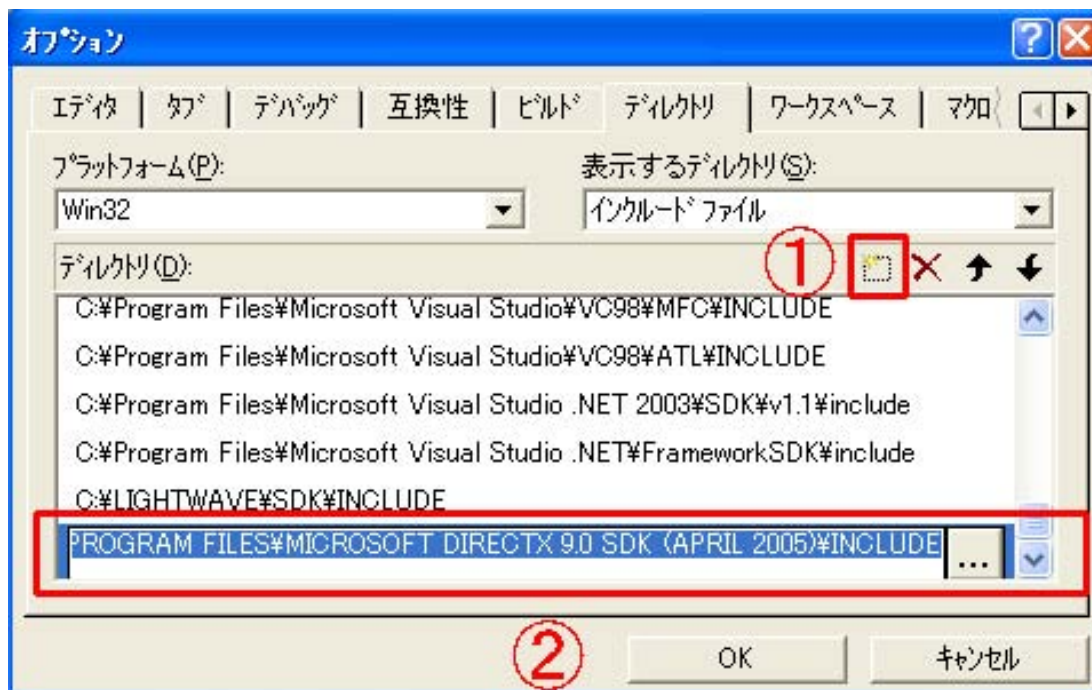 オプション
エディタ タブ デバッグ 互換性 ビルド ディレクトリ ワークスペース マクロ
プラットフォーム(P): 表示するディレクトリ(S):
Win32 インクルード ファイル
ディレクトリ(D): ①
C:¥Program Files¥Microsoft Visual Studio¥VC98¥MFC¥INCLUDE
C:¥Program Files¥Microsoft Visual Studio¥VC98¥ATL¥INCLUDE
C:¥Program Files¥Microsoft Visual Studio .NET 2003¥SDK¥v1.1¥include
C:¥Program Files¥Microsoft Visual Studio .NET¥FrameworkSDK¥include
C:¥LIGHTWAVE¥SDK¥INCLUDE
PROGRAM FILES¥MICROSOFT DIRECTX 9.0 SDK (APRIL 2005)¥INCLUDE ...
② OK キャンセル